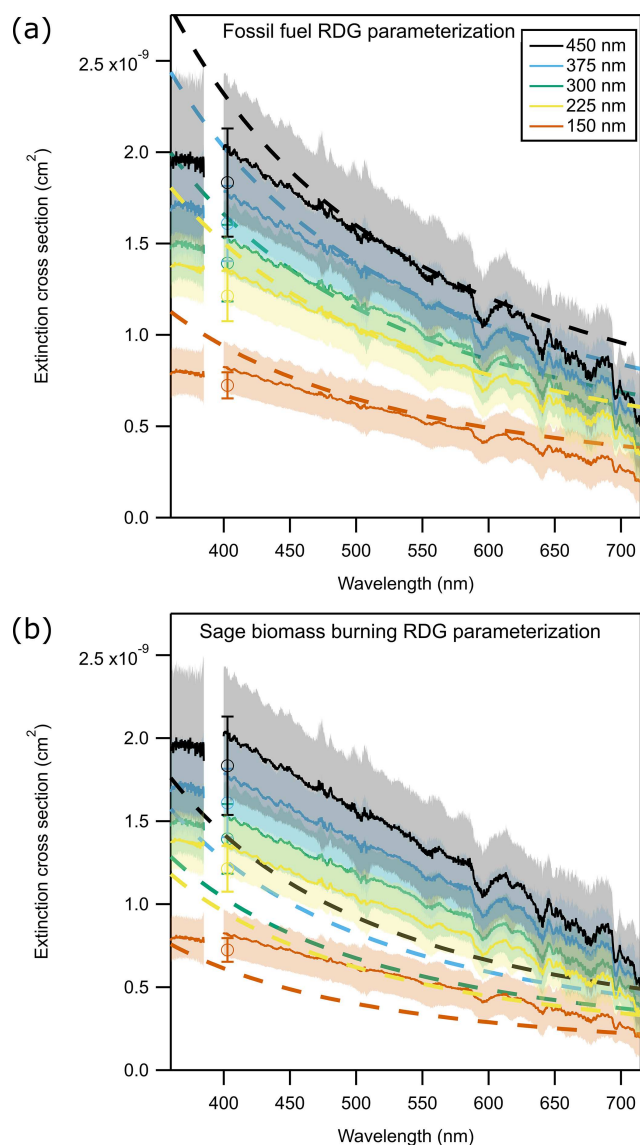 (a)
Fossil fuel RDG parameterization
450 nm
375 nm
300 nm
225 nm
150 nm
2.5 x10⁻⁹
2.0
1.5
1.0
0.5
0.0
Extinction cross section (cm²)
400 450 500 550 600 650 700
Wavelength (nm)
(b)
Sage biomass burning RDG parameterization
2.5 x10⁻⁹
2.0
1.5
1.0
0.5
0.0
Extinction cross section (cm²)
400 450 500 550 600 650 700
Wavelength (nm)